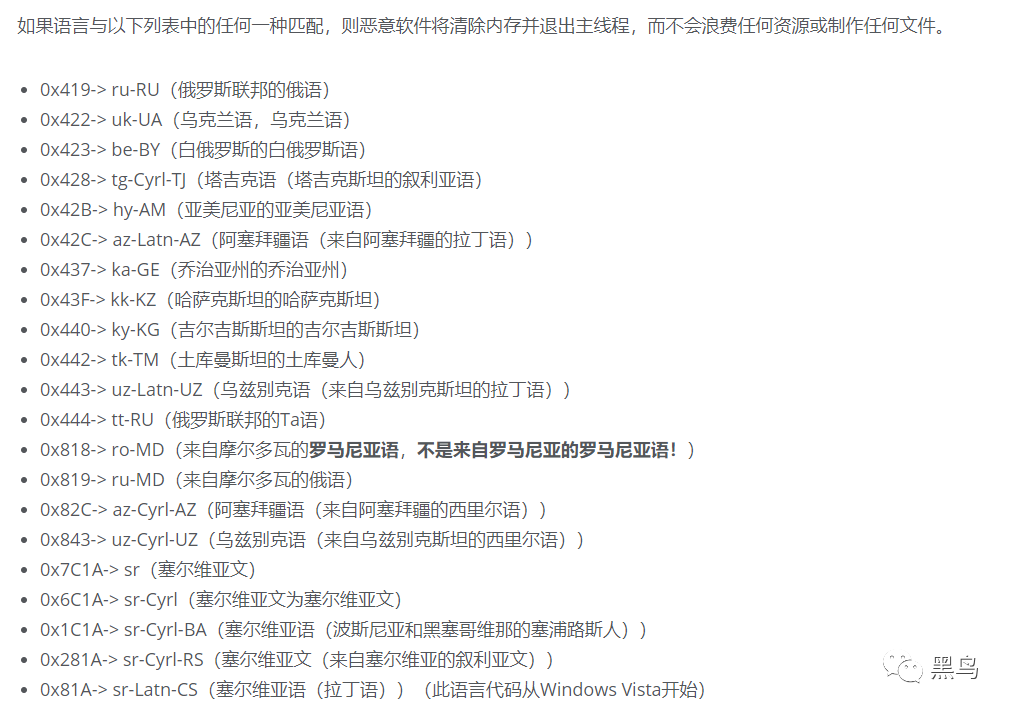 如果语言与以下列表中的任何一种匹配，则恶意软件将清除内存并退出主线程，而不会浪费任何资源或制作任何文件。
• 0x419-> ru-RU（俄罗斯联邦的俄语）
• 0x422-> uk-UA（乌克兰语，乌克兰语）
• 0x423-> be-BY（白俄罗斯的白俄罗斯语）
• 0x428-> tg-Cyrl-TJ（塔吉克语（塔吉克斯坦的叙利亚语）
• 0x42B-> hy-AM（亚美尼亚的亚美尼亚语）
• 0x42C-> az-Latn-AZ（阿塞拜疆语（来自阿塞拜疆的拉丁语））
• 0x437-> ka-GE（乔治亚州的乔治亚州）
• 0x43F-> kk-KZ（哈萨克斯坦的哈萨克斯坦）
• 0x440-> ky-KG（吉尔吉斯斯坦的吉尔吉斯斯坦）
• 0x442-> tk-TM（土库曼斯坦的土库曼人）
• 0x443-> uz-Latn-UZ（乌兹别克语（来自乌兹别克斯坦的拉丁语））
• 0x444-> tt-RU（俄罗斯联邦的Ta语）
• 0x818-> ro-MD（来自摩尔多瓦的罗马尼亚语，不是来自罗马尼亚的罗马尼亚语！）
• 0x819-> ru-MD（来自摩尔多瓦的俄语）
• 0x82C-> az-Cyrl-AZ（阿塞拜疆语（来自阿塞拜疆的西里尔语））
• 0x843-> uz-Cyrl-UZ（乌兹别克语（来自乌兹别克斯坦的西里尔语））
• 0x7C1A-> sr（塞尔维亚文）
• 0x6C1A-> sr-Cyrl（塞尔维亚文为塞尔维亚文）
• 0x1C1A-> sr-Cyrl-BA（塞尔维亚语（波斯尼亚和黑塞哥维那的塞浦路斯人））
• 0x281A-> sr-Cyrl-RS（塞尔维亚文（来自塞尔维亚的叙利亚文））
• 0x81A-> sr-Latn-CS（塞尔维亚语（拉丁语））（此语言代码从Windows Vista开始）
黑鸟